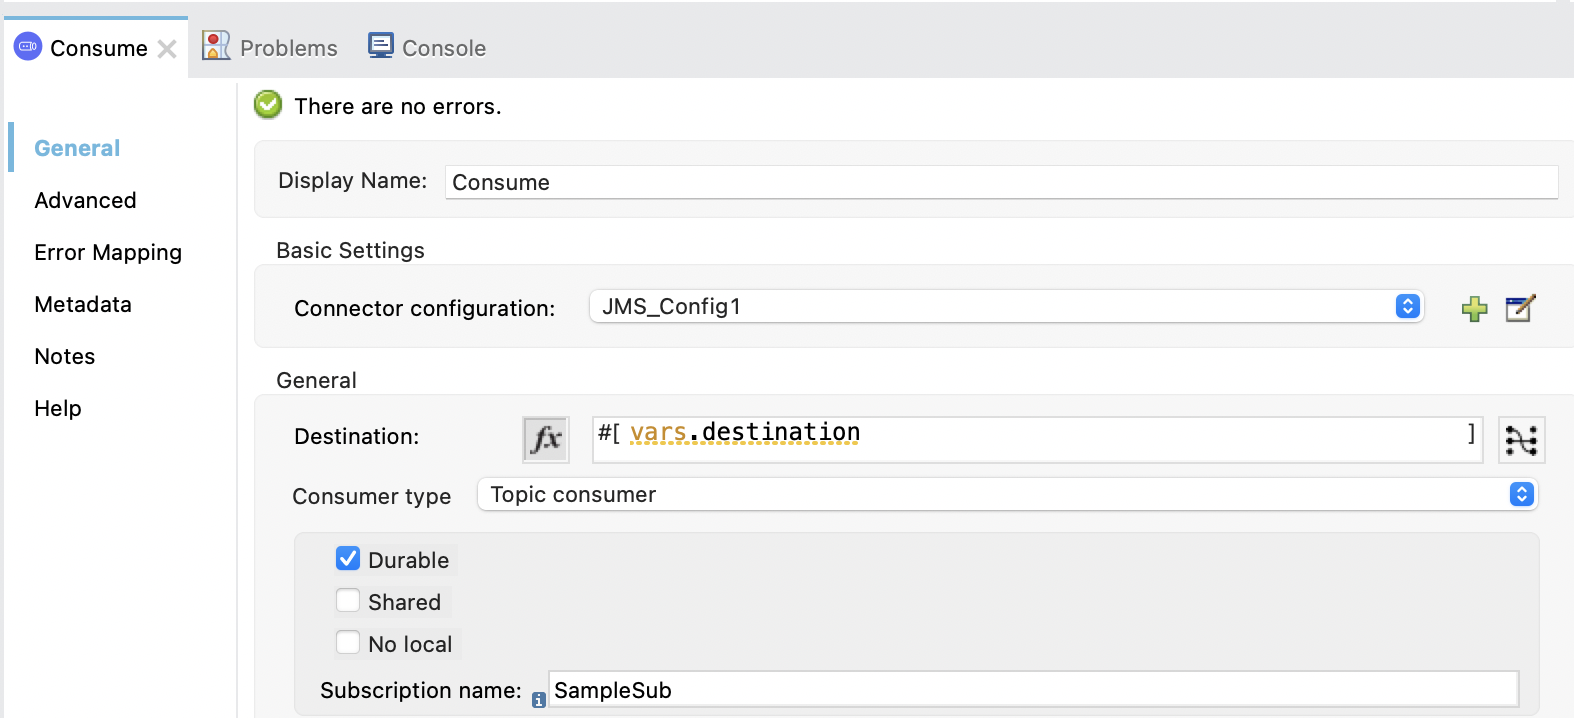 Consume
Problems
Console
General
Advanced
Error Mapping
Metadata
Notes
Help
There are no errors.
Display Name: Consume
Basic Settings
Connector configuration: JMS_Config1
General
Destination: fx #[ vars.destination ]
Consumer type Topic consumer
Durable
Shared
No local
Subscription name: i SampleSub